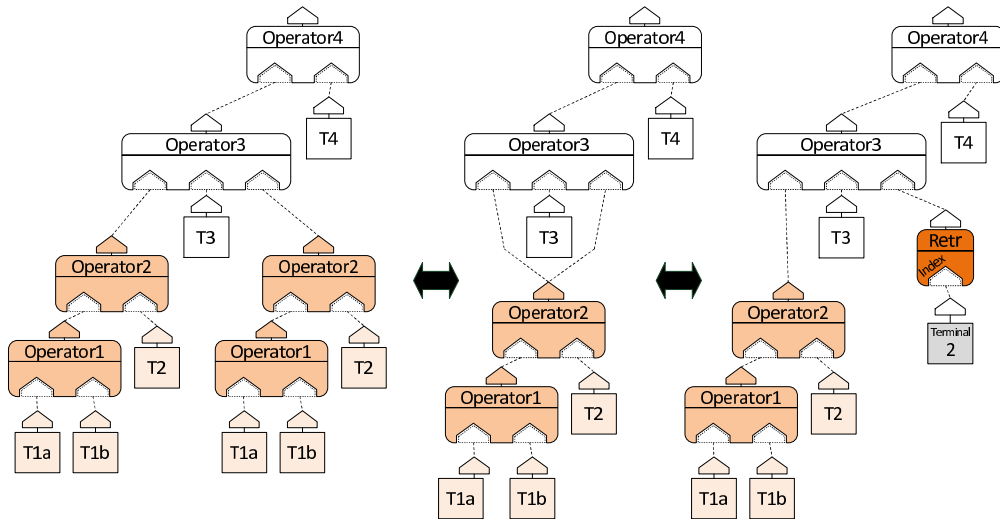 Operator4
T4
Operator3
T3
Operator2
Operator2
Operator1
T2
Operator1
T2
T1a
T1b
T1a
T1b
Operator4
T4
Operator3
T3
Operator2
Operator1
T2
T1a
T1b
Operator4
T4
Operator3
T3
Retr
Index
Terminal
2
Operator2
Operator1
T2
T1a
T1b